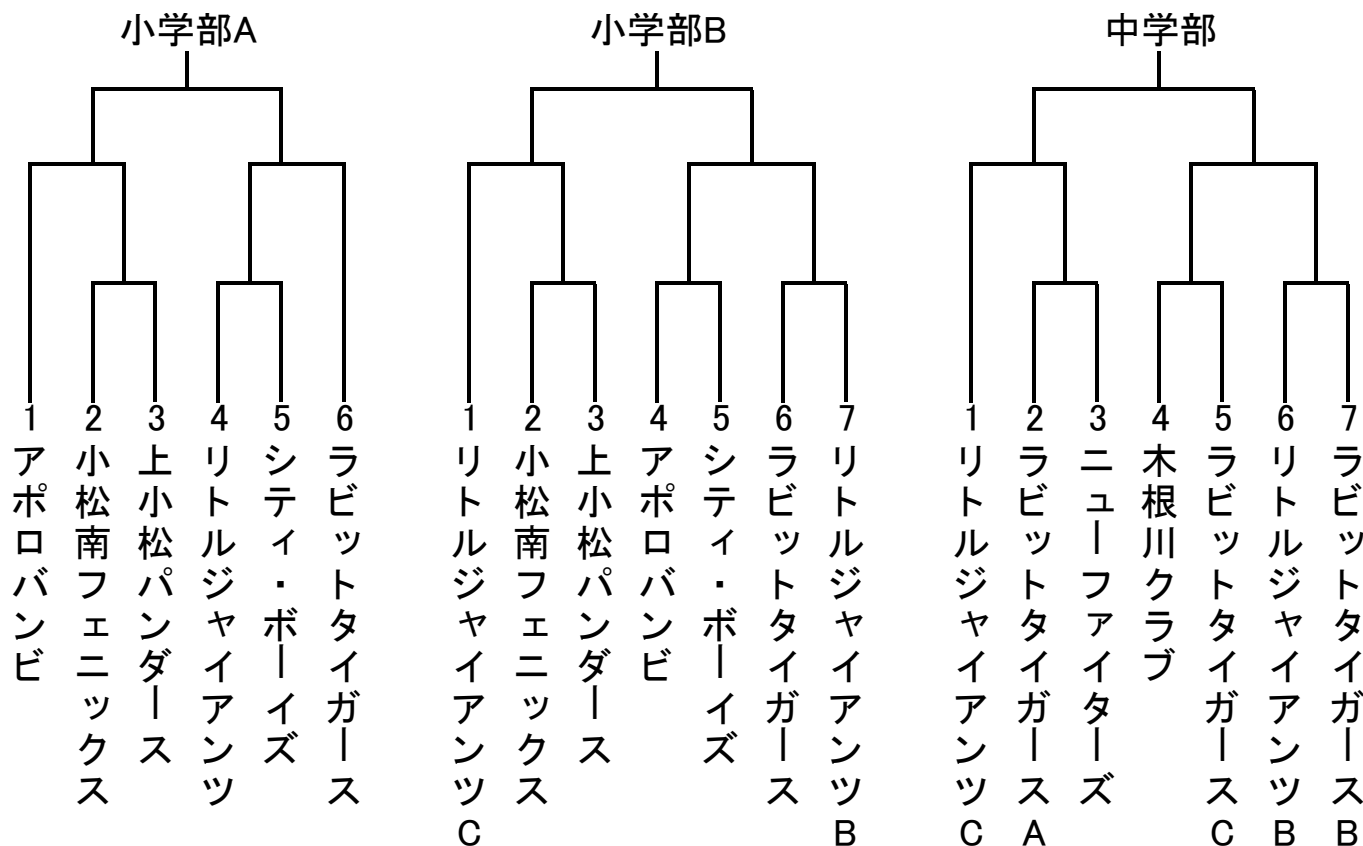 小学部A
1
アポロバンビ
2
小松南フェニックス
3
上小松パンダース
4
リトルジャイアンツ
5
シティ・ボーイズ
6
ラビットタイガース
小学部B
1
リトルジャイアンツC
2
小松南フェニックス
3
上小松パンダース
4
アポロバンビ
5
シティ・ボーイズ
6
ラビットタイガース
7
リトルジャイアンツB
中学部
1
リトルジャイアンツC
2
ラビットタイガースA
3
ニューファイターズ
4
木根川クラブ
5
ラビットタイガースC
6
リトルジャイアンツB
7
ラビットタイガースB